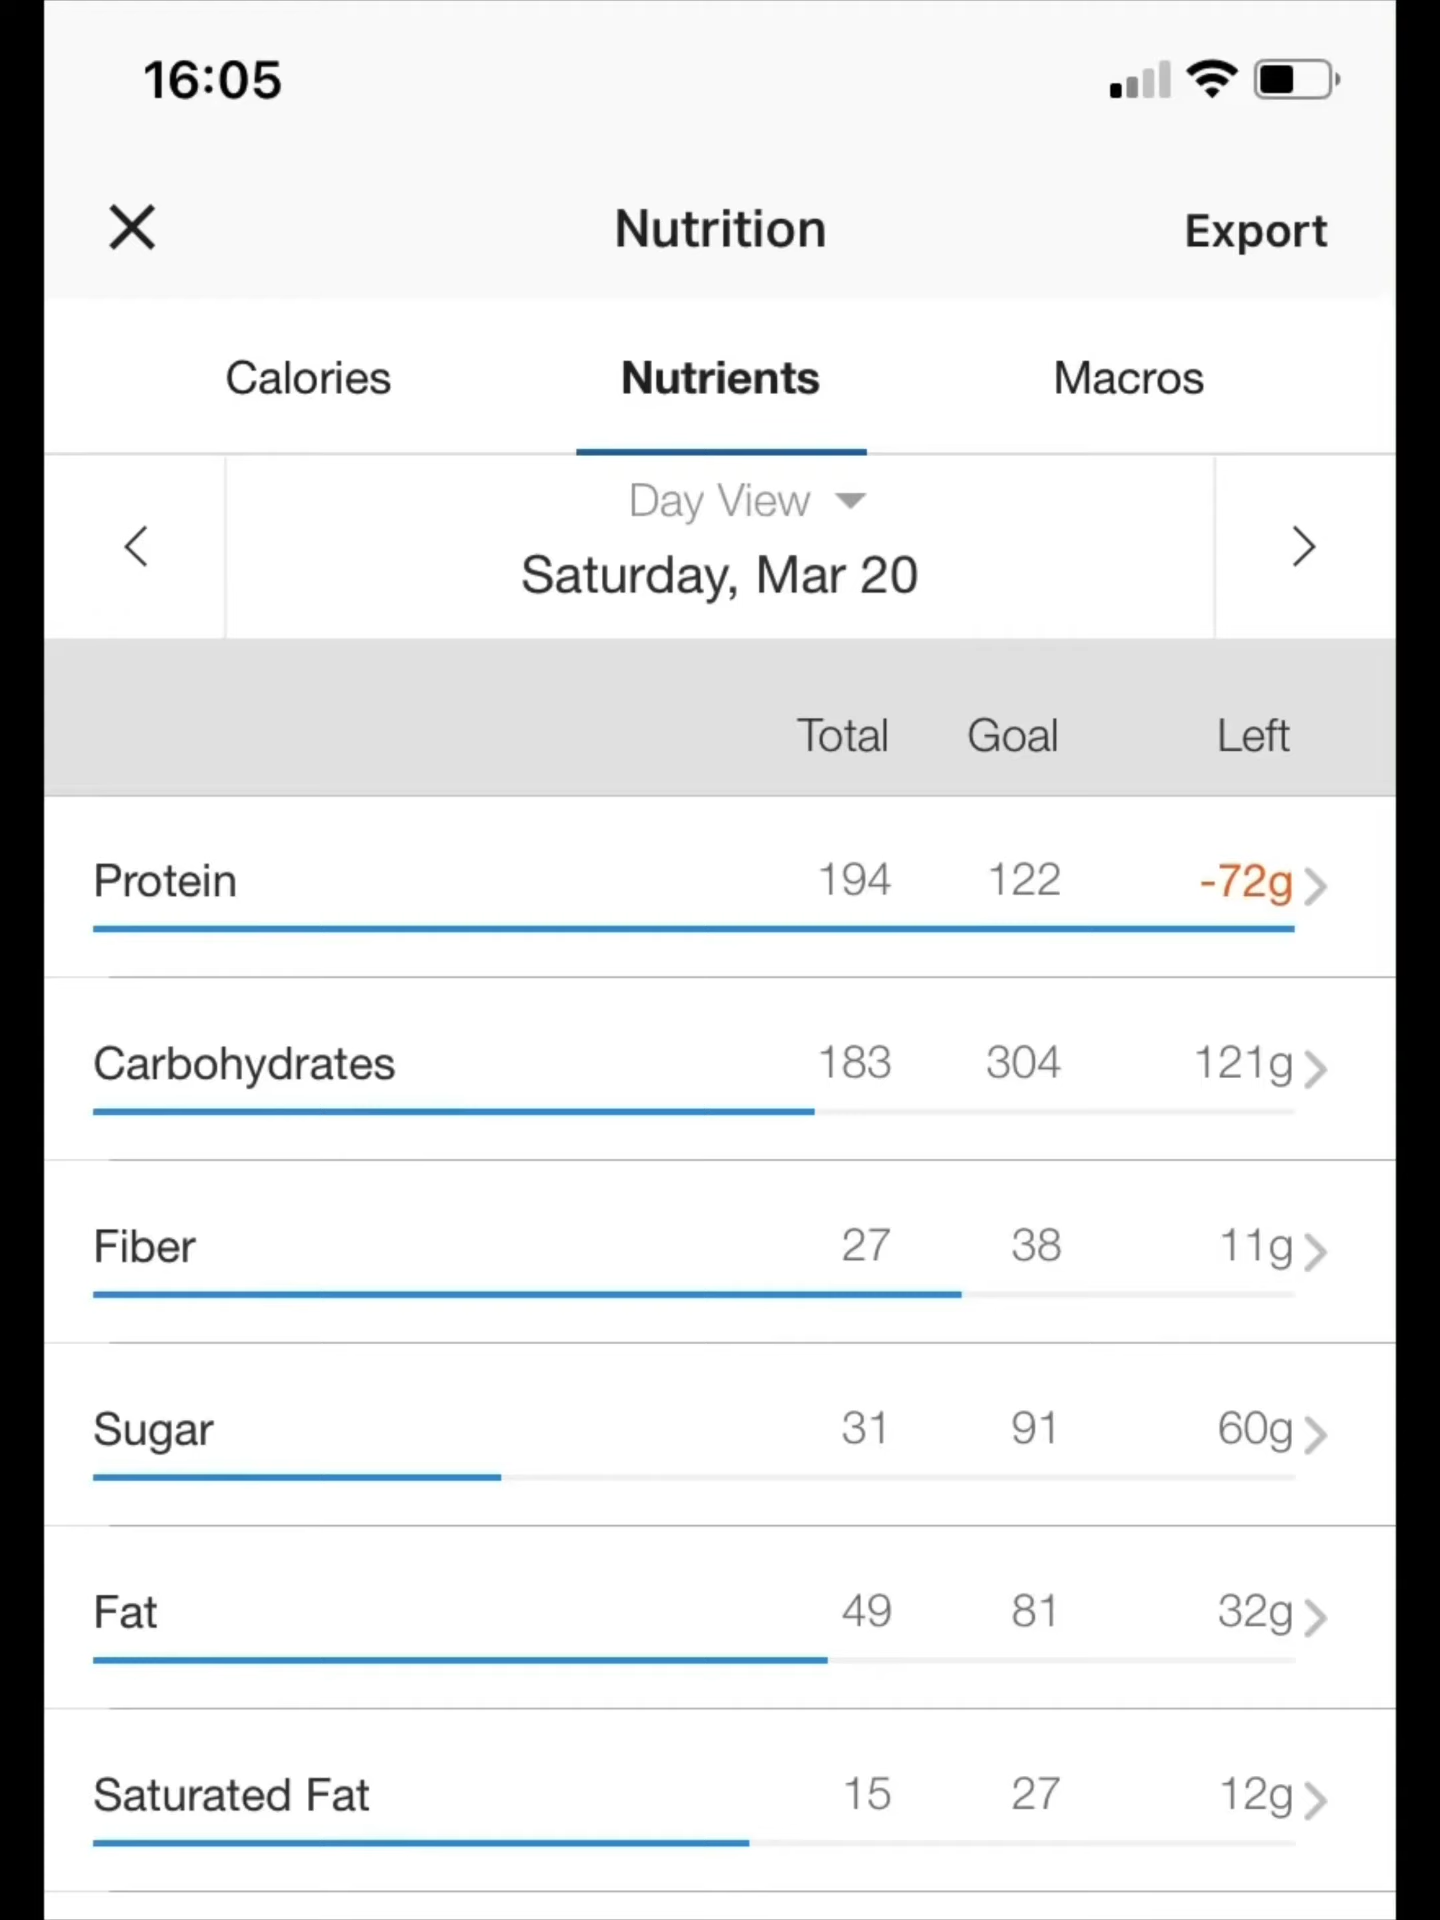 16:05
Nutrition Export
Calories Nutrients Macros
Day View
Saturday, Mar 20
Total Goal Left
Protein 194 122 -72g
Carbohydrates 183 304 121g
Fiber 27 38 11g
Sugar 31 91 60g
Fat 49 81 32g
Saturated Fat 15 27 12g